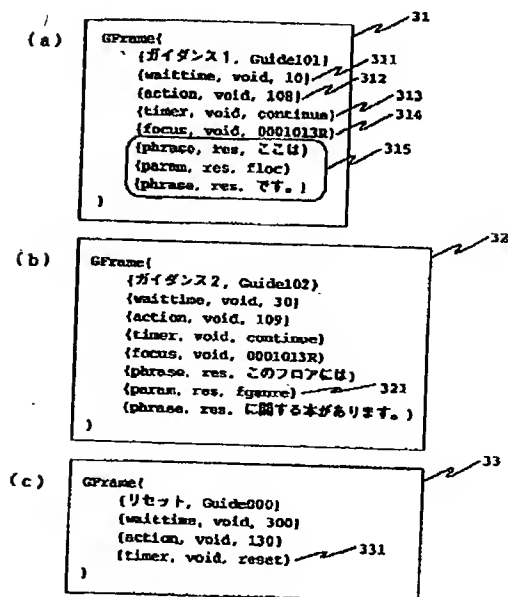 31
(a)
GFrame{
{ガイダンス1, Guide101}
{waittime, void, 10} 311
{action, void, 108} 312
{timer, void, continue} 313
{focus, void, 0001013R} 314
{phrase, res, ここは} 315
{param, res, floc}
{phrase, res, です。}
}
32
(b)
GFrame{
{ガイダンス2, Guide102}
{waittime, void, 30}
{action, void, 109}
{timer, void, continue}
{focus, void, 0001013R}
{phrase, res, このフロアには}
{param, res, fgenre} 321
{phrase, res, に関する本があります。}
}
33
(c)
GFrame{
{リセット, Guide000}
{waittime, void, 300}
{action, void, 130}
{timer, void, reset} 331
}